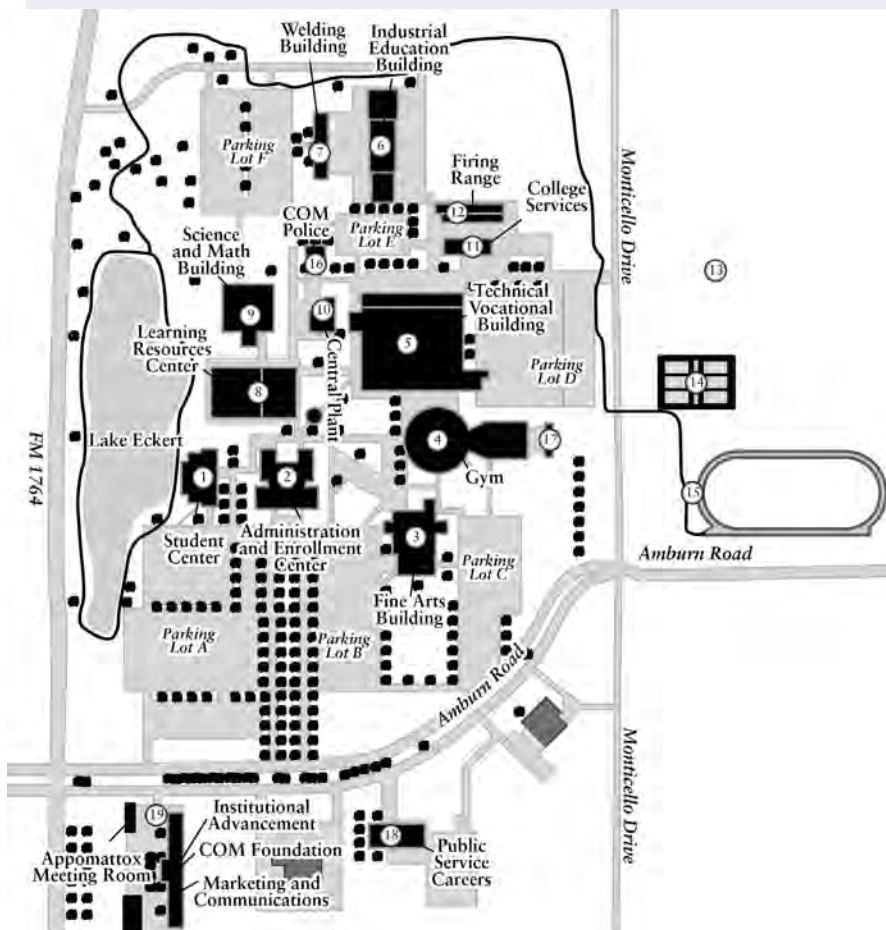 Welding
Building
Industrial
Education
Building
Parking
Lot F
7
6
Monticello Drive
Firing
Range
College
Services
12
11
COM
Police
Parking
Lot E
16
13
Science
and Math
Building
9
10
Technical
Vocational
Building
5
Learning
Resources
Center
8
Central Plant
Parking
Lot D
14
FM 1764
Lake Eckert
4
17
Gym
1
2
15
Student
Center
Administration
and Enrollment
Center
3
Parking
Lot C
Amburn Road
Fine Arts
Building
Parking
Lot A
Parking
Lot B
Amburn Road
Monticello Drive
19
Institutional
Advancement
18
Appomattox
Meeting Room
COM Foundation
Public
Service
Careers
Marketing and
Communications